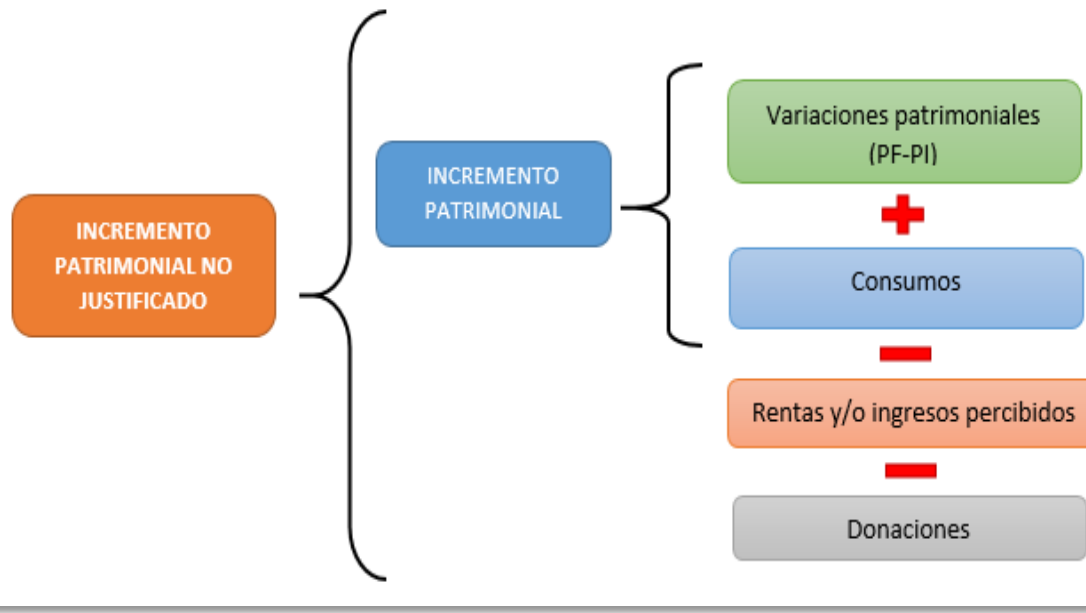 INCREMENTO
PATRIMONIAL NO
JUSTIFICADO
INCREMENTO
PATRIMONIAL
Variaciones patrimoniales
(PF-PI)
Consumos
Rentas y/o ingresos percibidos
Donaciones